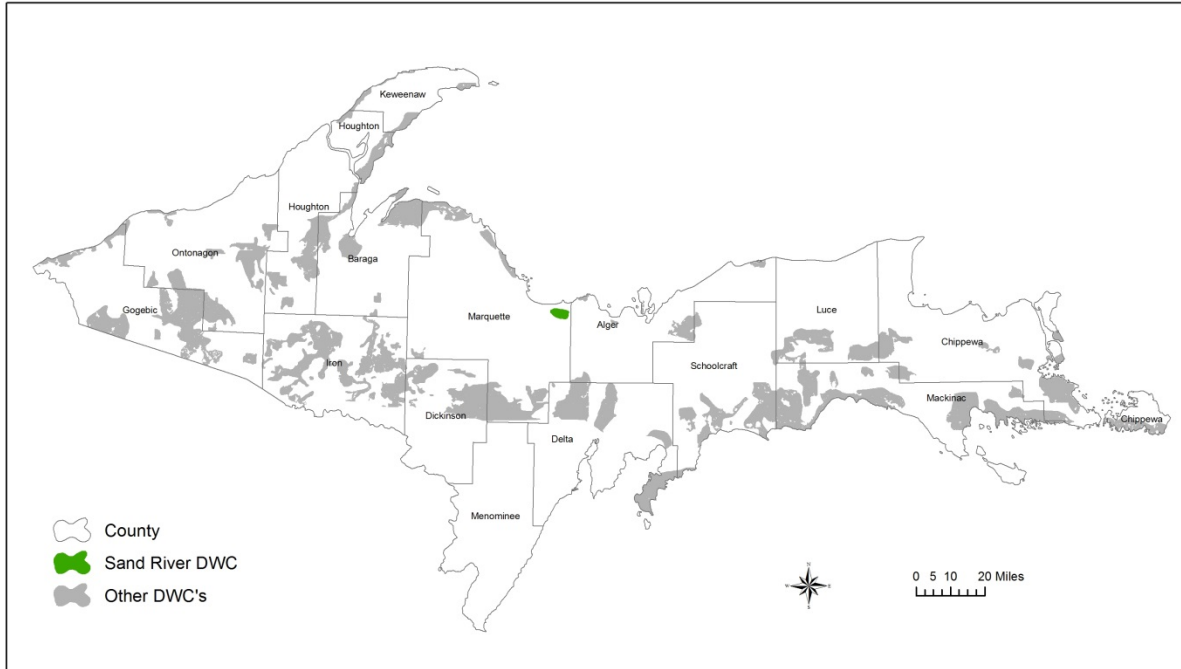 Keweenaw
Houghton
Houghton
Ontonagon
Baraga
Gogebic
Marquette
Alger
Luce
Chippewa
Iron
Schoolcraft
Dickinson
Mackinac
Chippewa
Delta
Menominee
County
Sand River DWC
Other DWC's
N
W
E
S
0 5 10 20 Miles